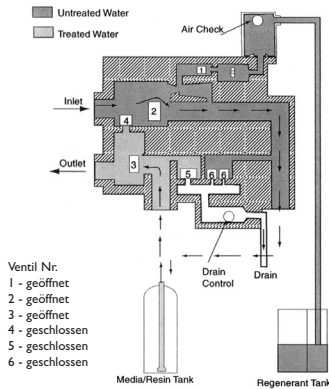 Untreated Water
Treated Water
Air Check
1
Inlet
2
4
Outlet
3
5
6 6
Drain Control
Drain
Ventil Nr.
1 - geöffnet
2 - geöffnet
3 - geöffnet
4 - geschlossen
5 - geschlossen
6 - geschlossen
Media/Resin Tank
Regenerant Tank